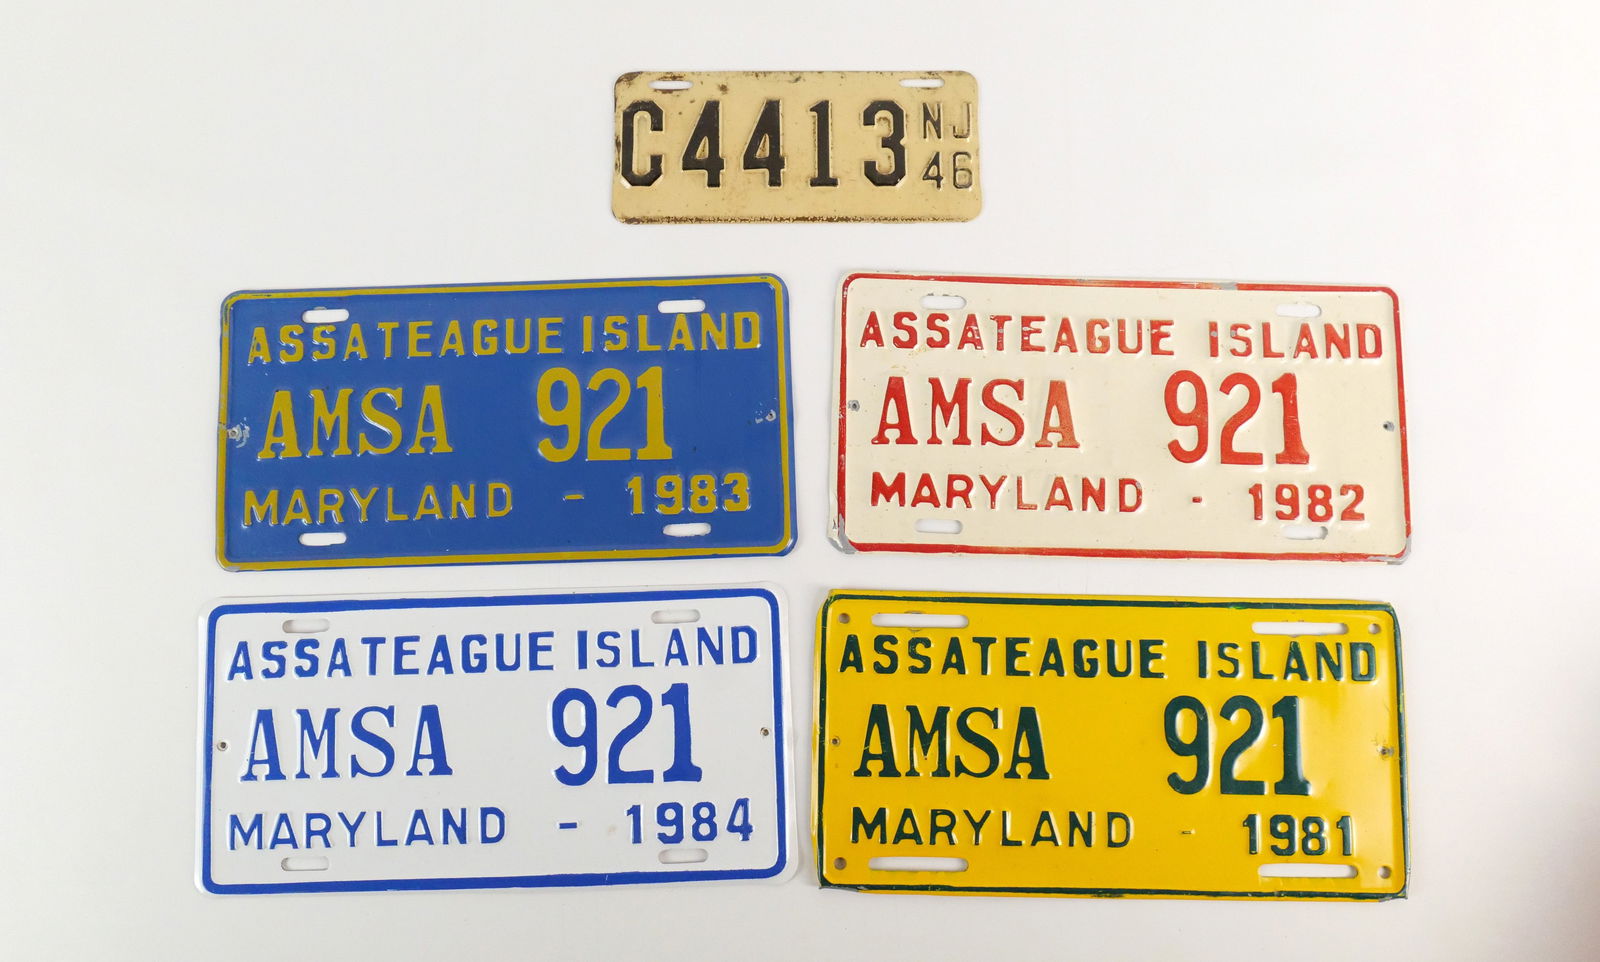 C4413 NJ 46
ASSATEAGUE ISLAND
AMSA 921
MARYLAND - 1983
ASSATEAGUE ISLAND
AMSA 921
MARYLAND - 1982
ASSATEAGUE ISLAND
AMSA 921
MARYLAND - 1984
ASSATEAGUE ISLAND
AMSA 921
MARYLAND - 1981